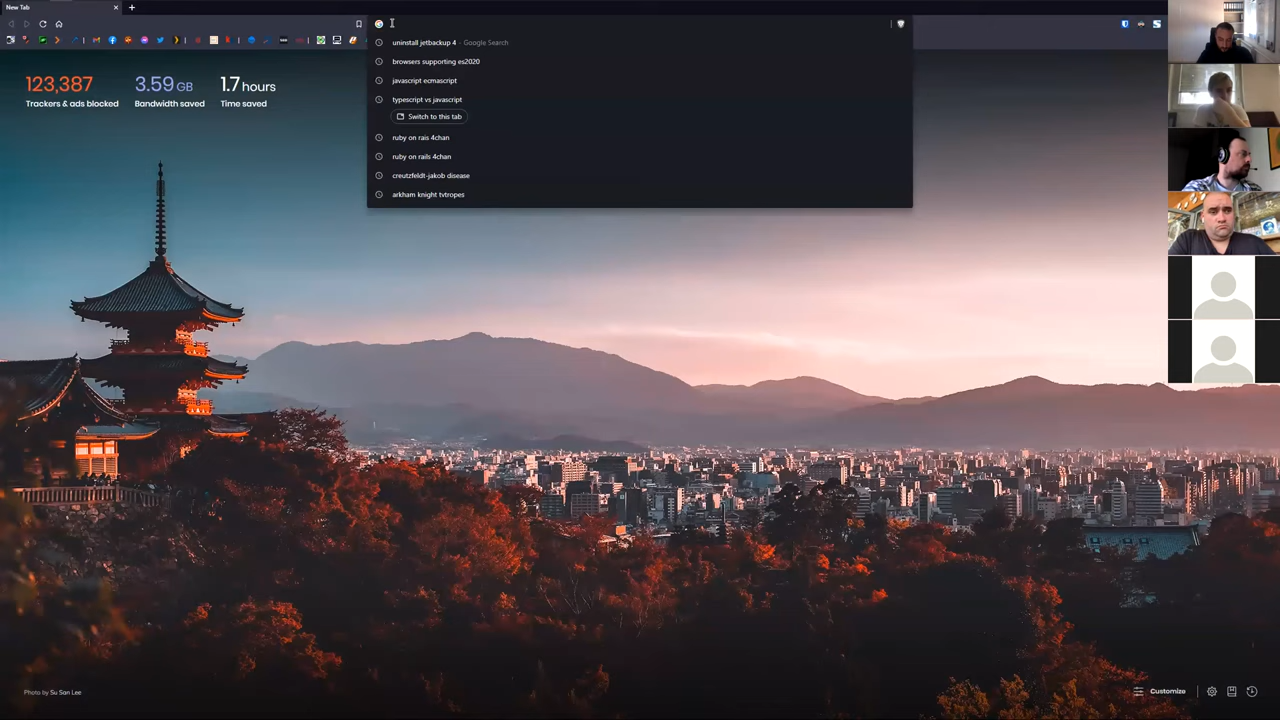 New Tab
uninstall jetbackup 4 - Google Search
browsers supporting es2020
javascript ecmascript
typescript vs javascript
Switch to this tab
ruby on rais 4chan
ruby on rails 4chan
creutzfeldt-jakob disease
arkham knight tvtropes
123,387
Trackers & ads blocked
3.59 GB
Bandwidth saved
1.7 hours
Time saved
Photo by Su San Lee
Customize